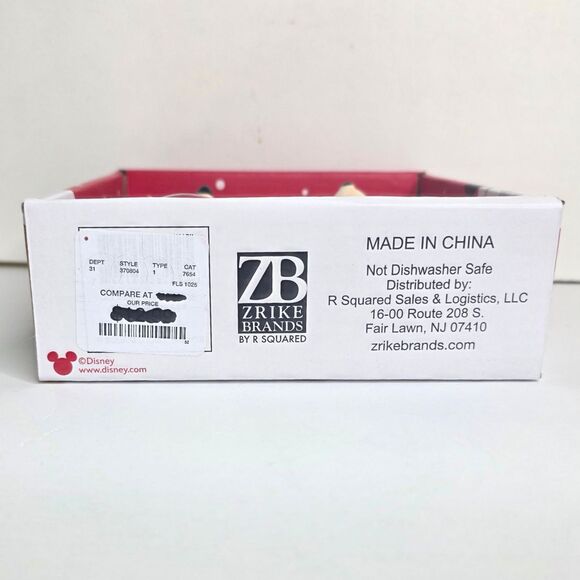 DEPT STYLE TYPE CAT
31 370804 1 7654
FLS 1025
COMPARE AT
OUR PRICE
52
©Disney
www.disney.com
ZB
ZRIKE
BRANDS
BY R SQUARED
MADE IN CHINA
Not Dishwasher Safe
Distributed by:
R Squared Sales & Logistics, LLC
16-00 Route 208 S.
Fair Lawn, NJ 07410
zrikebrands.com